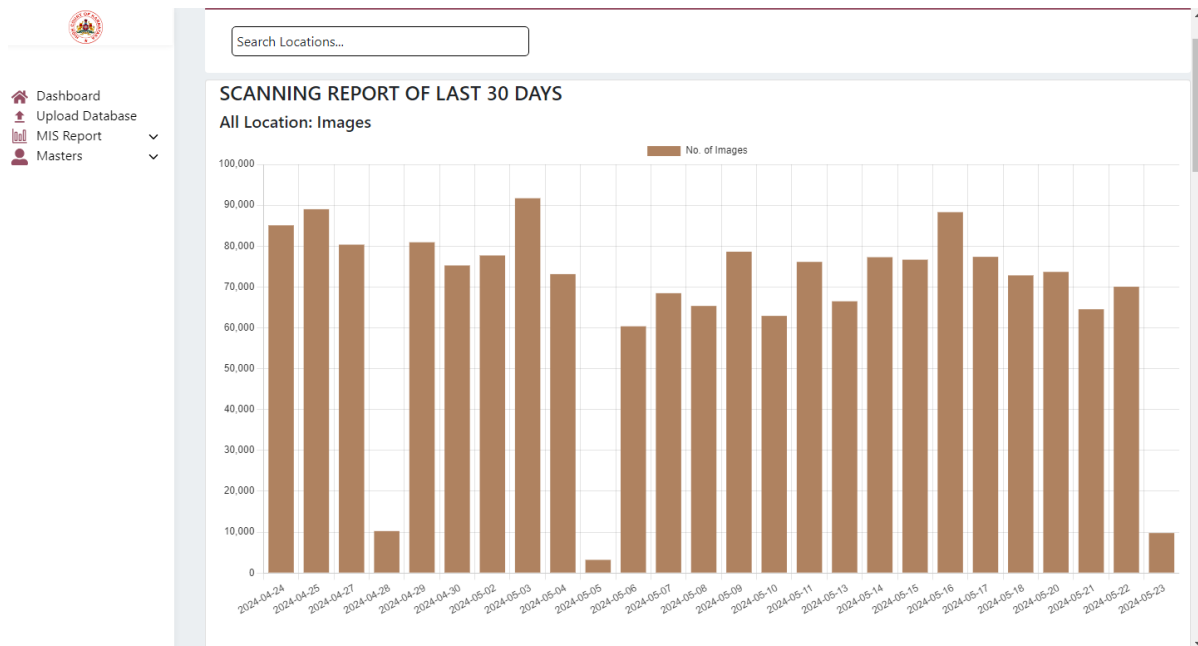 Search Locations...
Dashboard
Upload Database
MIS Report
Masters
SCANNING REPORT OF LAST 30 DAYS
All Location: Images
No. of Images
100,000
90,000
80,000
70,000
60,000
50,000
40,000
30,000
20,000
10,000
0
2024-04-24 2024-04-25 2024-04-27 2024-04-28 2024-04-29 2024-04-30 2024-05-02 2024-05-03 2024-05-04 2024-05-05 2024-05-06 2024-05-07 2024-05-08 2024-05-09 2024-05-10 2024-05-11 2024-05-13 2024-05-14 2024-05-15 2024-05-16 2024-05-17 2024-05-18 2024-05-20 2024-05-21 2024-05-22 2024-05-23